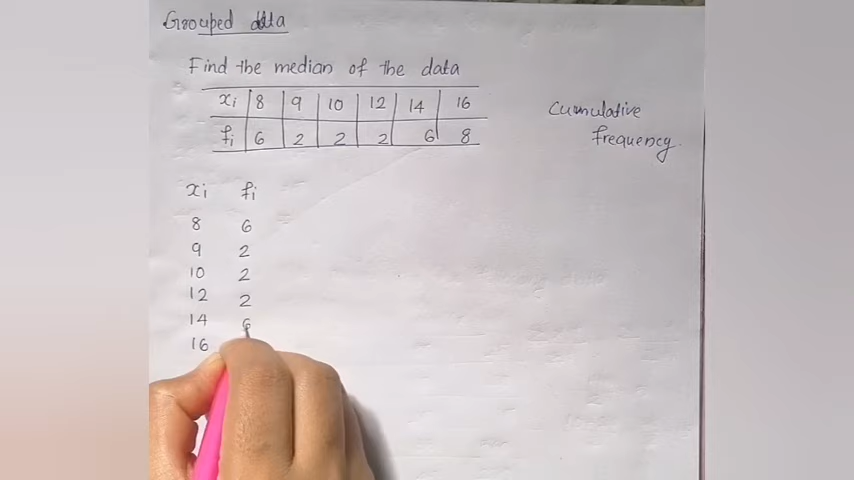 Grouped data
Find the median of the data
xi 8 9 10 12 14 16
fi 6 2 2 2 6 8
Cumulative
frequency.
xi fi
8 6
9 2
10 2
12 2
14 6
16